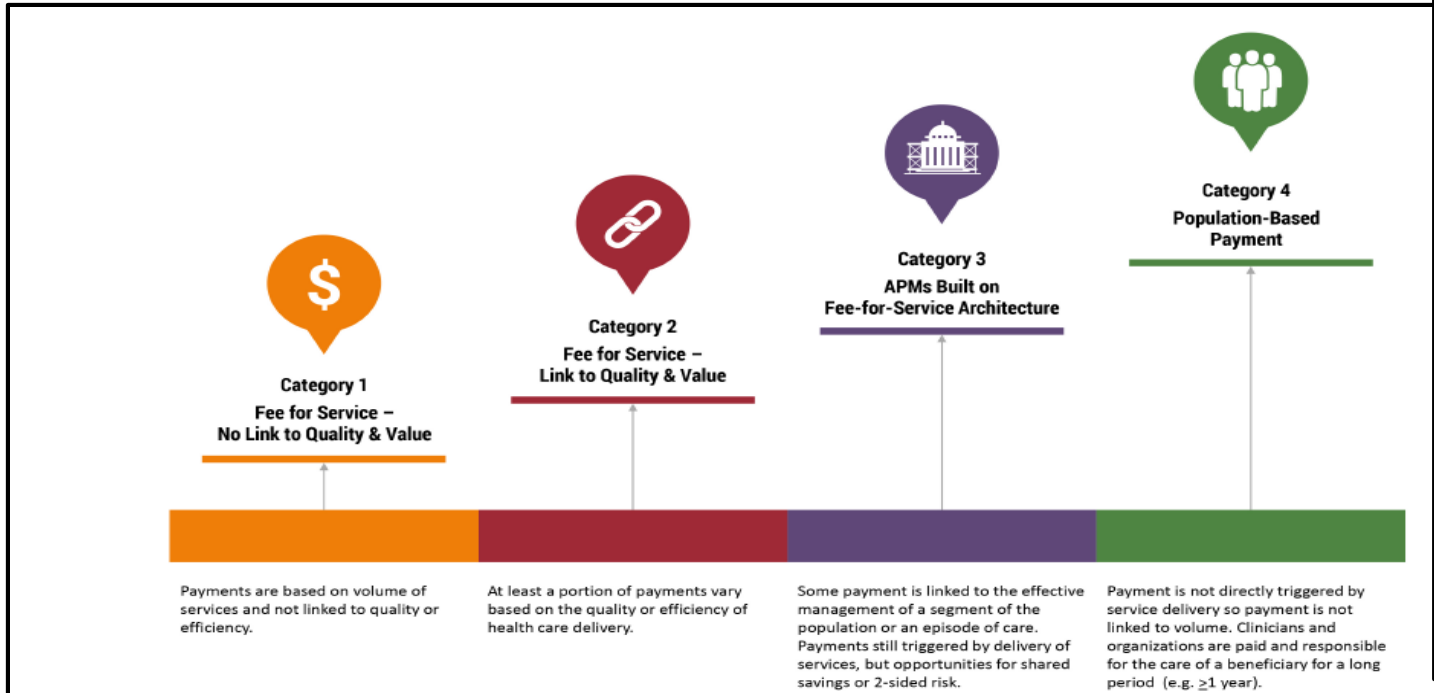 $
Category 1
Fee for Service –
No Link to Quality & Value
Category 2
Fee for Service –
Link to Quality & Value
Category 3
APMs Built on
Fee-for-Service Architecture
Category 4
Population-Based
Payment
Payments are based on volume of
services and not linked to quality or
efficiency.
At least a portion of payments vary
based on the quality or efficiency of
health care delivery.
Some payment is linked to the effective
management of a segment of the
population or an episode of care.
Payments still triggered by delivery of
services, but opportunities for shared
savings or 2-sided risk.
Payment is not directly triggered by
service delivery so payment is not
linked to volume. Clinicians and
organizations are paid and responsible
for the care of a beneficiary for a long
period (e.g. ≥1 year).